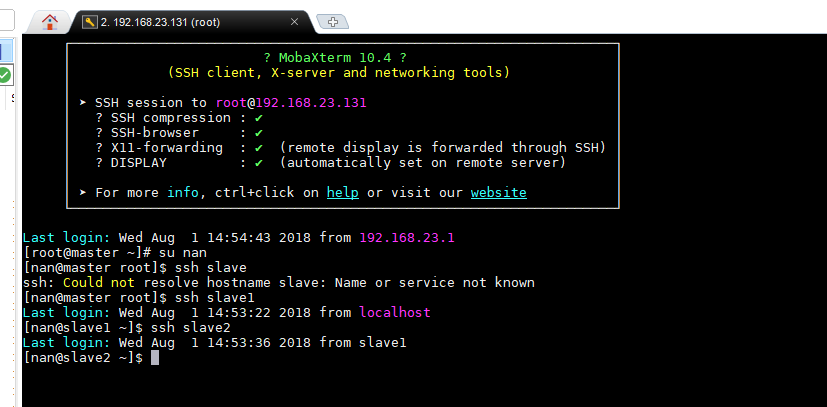 2. 192.168.23.131 (root)
? MobaXterm 10.4 ?
(SSH client, X-server and networking tools)
➤ SSH session to root@192.168.23.131
? SSH compression : ✔
? SSH-browser     : ✔
? X11-forwarding  : ✔  (remote display is forwarded through SSH)
? DISPLAY         : ✔  (automatically set on remote server)
➤ For more info, ctrl+click on help or visit our website
Last login: Wed Aug  1 14:54:43 2018 from 192.168.23.1
[root@master ~]# su nan
[nan@master root]$ ssh slave
ssh: Could not resolve hostname slave: Name or service not known
[nan@master root]$ ssh slave1
Last login: Wed Aug  1 14:53:22 2018 from localhost
[nan@slave1 ~]$ ssh slave2
Last login: Wed Aug  1 14:53:36 2018 from slave1
[nan@slave2 ~]$